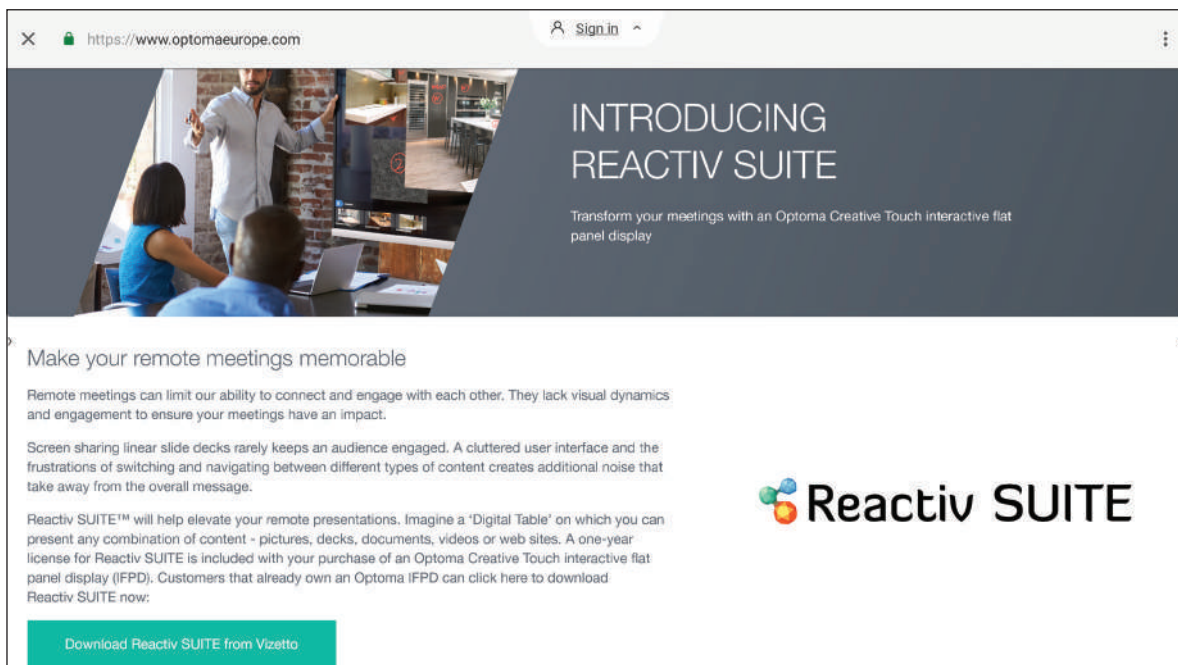 Sign in
https://www.optomaeurope.com
INTRODUCING
REACTIV SUITE
Transform your meetings with an Optoma Creative Touch interactive flat
panel display
Make your remote meetings memorable
Remote meetings can limit our ability to connect and engage with each other. They lack visual dynamics
and engagement to ensure your meetings have an impact.
Screen sharing linear slide decks rarely keeps an audience engaged. A cluttered user interface and the
frustrations of switching and navigating between different types of content creates additional noise that
take away from the overall message.
Reactiv SUITE™ will help elevate your remote presentations. Imagine a 'Digital Table' on which you can
present any combination of content - pictures, decks, documents, videos or web sites. A one-year
license for Reactiv SUITE is included with your purchase of an Optoma Creative Touch interactive flat
panel display (IFPD). Customers that already own an Optoma IFPD can click here to download
Reactiv SUITE now:
Reactiv SUITE
Download Reactiv SUITE from Vizetto